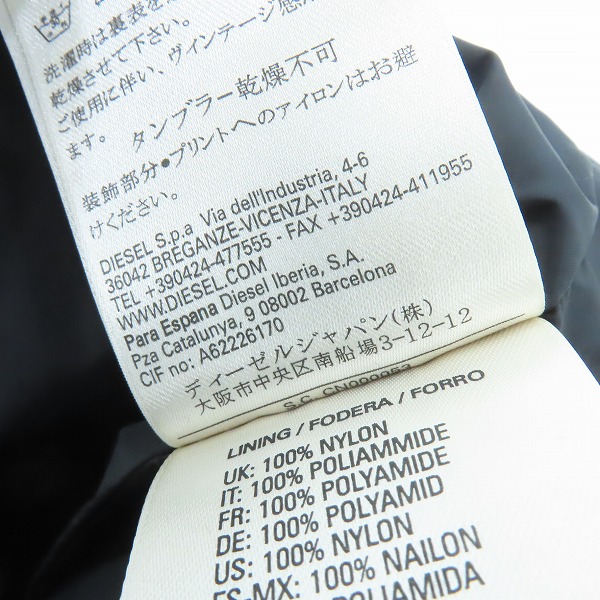 洗濯時は裏表を
乾燥させて下さい。
ご使用に伴い、ヴィンテージ感
ます。 タンブラー乾燥不可
装飾部分•プリントへのアイロンはお避
けください。
DIESEL S.p.a Via dell'Industria, 4-6
36042 BREGANZE-VICENZA-ITALY
TEL +390424-477555 - FAX +390424-411955
WWW.DIESEL.COM
Para Espana Diesel Iberia, S.A.
Pza Catalunya, 9 08002 Barcelona
CIF no: A62226170
ディーゼルジャパン(株)
大阪市中央区南船場3-12-12
S.C. CN000053
LINING / FODERA / FORRO
UK: 100% NYLON
IT: 100% POLIAMMIDE
FR: 100% POLYAMIDE
DE: 100% POLYAMID
US: 100% NYLON
ES-MX: 100% NAILON
100% POLIAMIDA